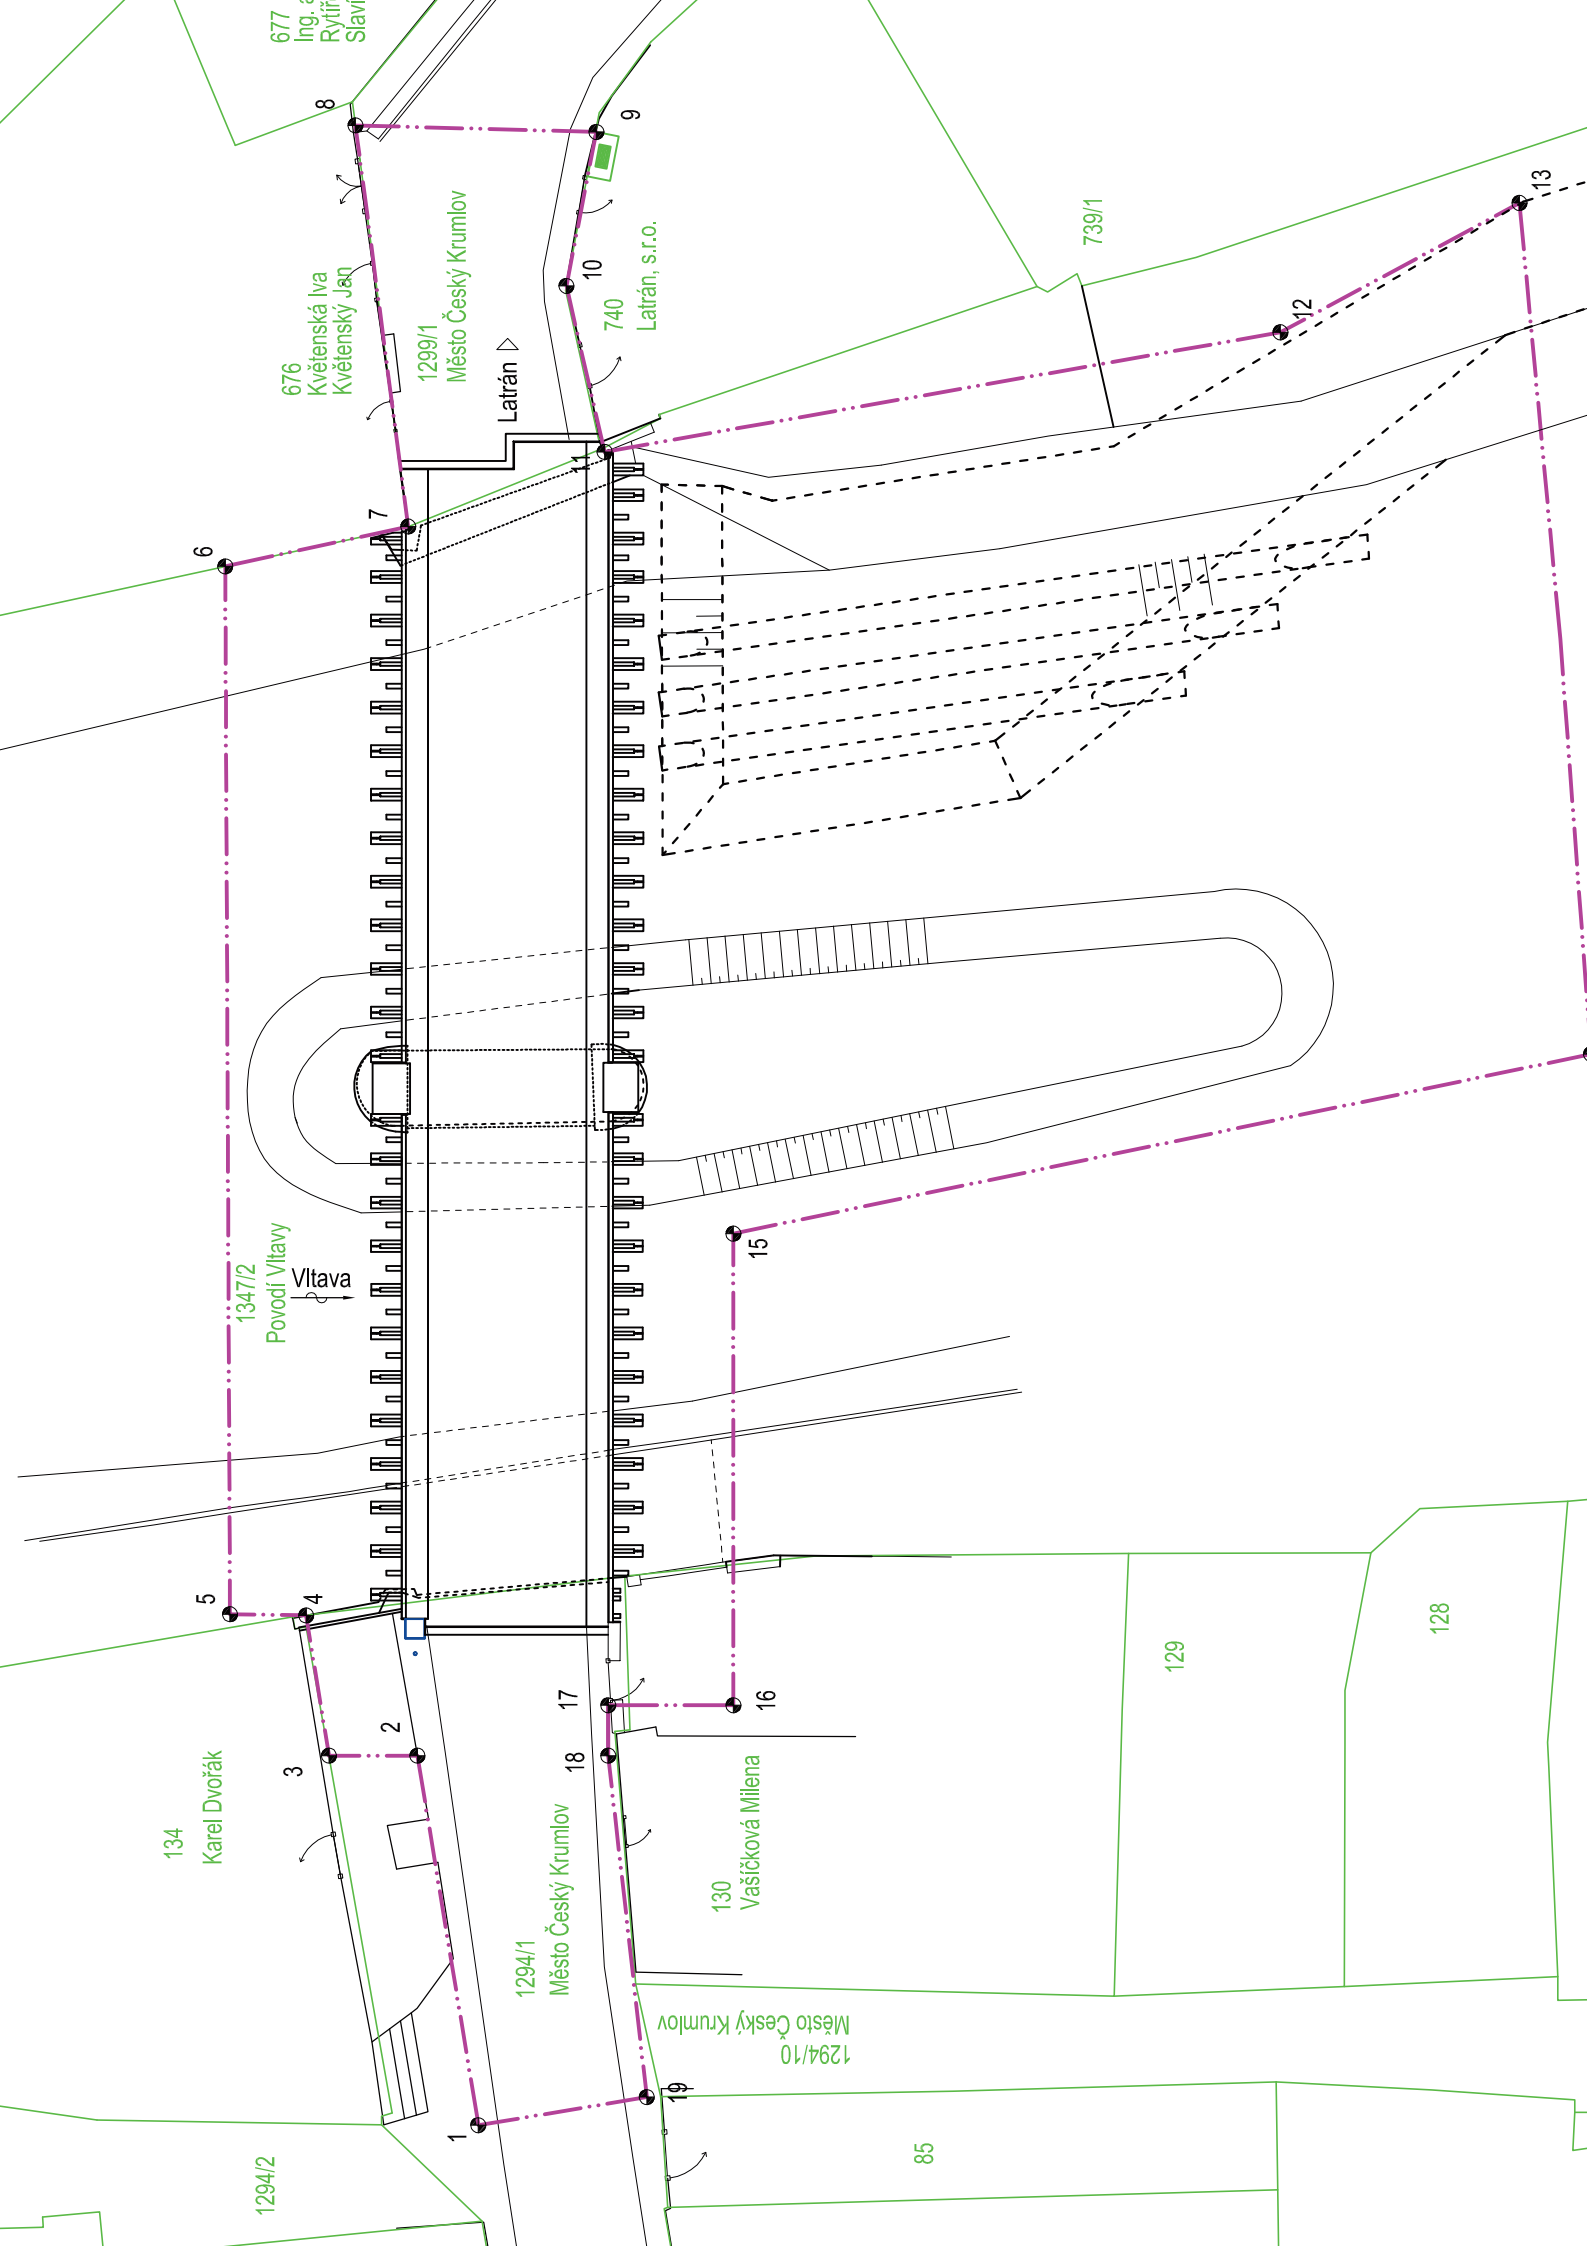 677
Ing. a
Rytíř
Slaví
8
9
676
Květenská Iva
Květenský Jan
1299/1
Město Český Krumlov
Latrán
10
740
Latrán, s.r.o.
739/1
13
12
7
6
1347/2
Povodí Vltavy
Vltava
15
5
4
3
2
17
18
16
134
Karel Dvořák
1294/1
Město Český Krumlov
130
Vašíčková Milena
129
128
1294/10
Město Český Krumlov
1
19
1294/2
85